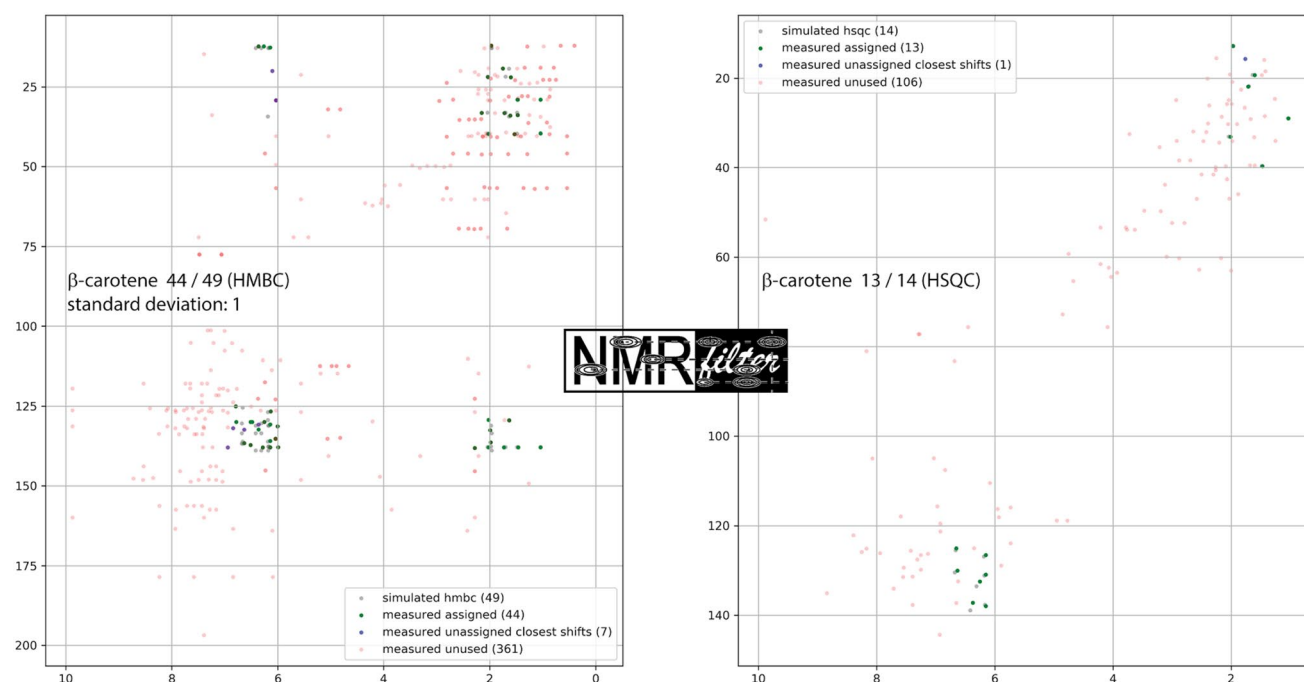 25
50
75
100
125
150
175
200
10
8
6
4
2
0
β-carotene 44 / 49 (HMBC)
standard deviation: 1
simulated hmbc (49)
measured assigned (44)
measured unassigned closest shifts (7)
measured unused (361)
NMR filter
simulated hsqc (14)
measured assigned (13)
measured unassigned closest shifts (1)
measured unused (106)
20
40
60
80
100
120
140
10
8
6
4
2
β-carotene 13 / 14 (HSQC)